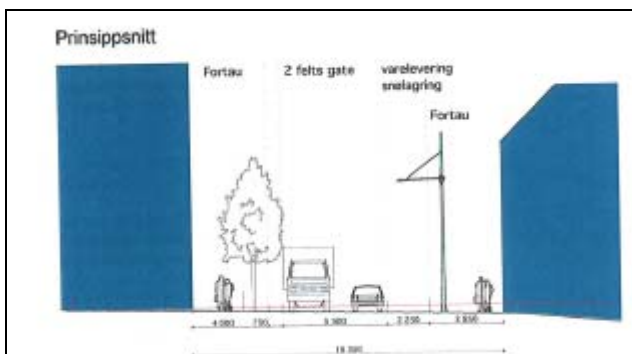 Prinsippsnitt
Fortau
2 felts gate
varelevering
snølagring
Fortau
4.000 750 2.250